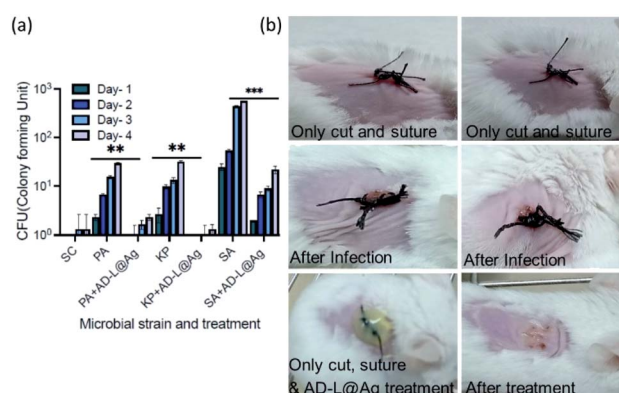 (a)
(b)
Day- 1
Day- 2
Day- 3
Day- 4
**
**
***
10³
10²
10¹
10⁰
CFU(Colony forming Unit)
SC
PA
PA+AD-L@Ag
KP
KP+AD-L@Ag
SA
SA+AD-L@Ag
Microbial strain and treatment
Only cut and suture
Only cut and suture
After Infection
After Infection
Only cut, suture
& AD-L@Ag treatment
After treatment